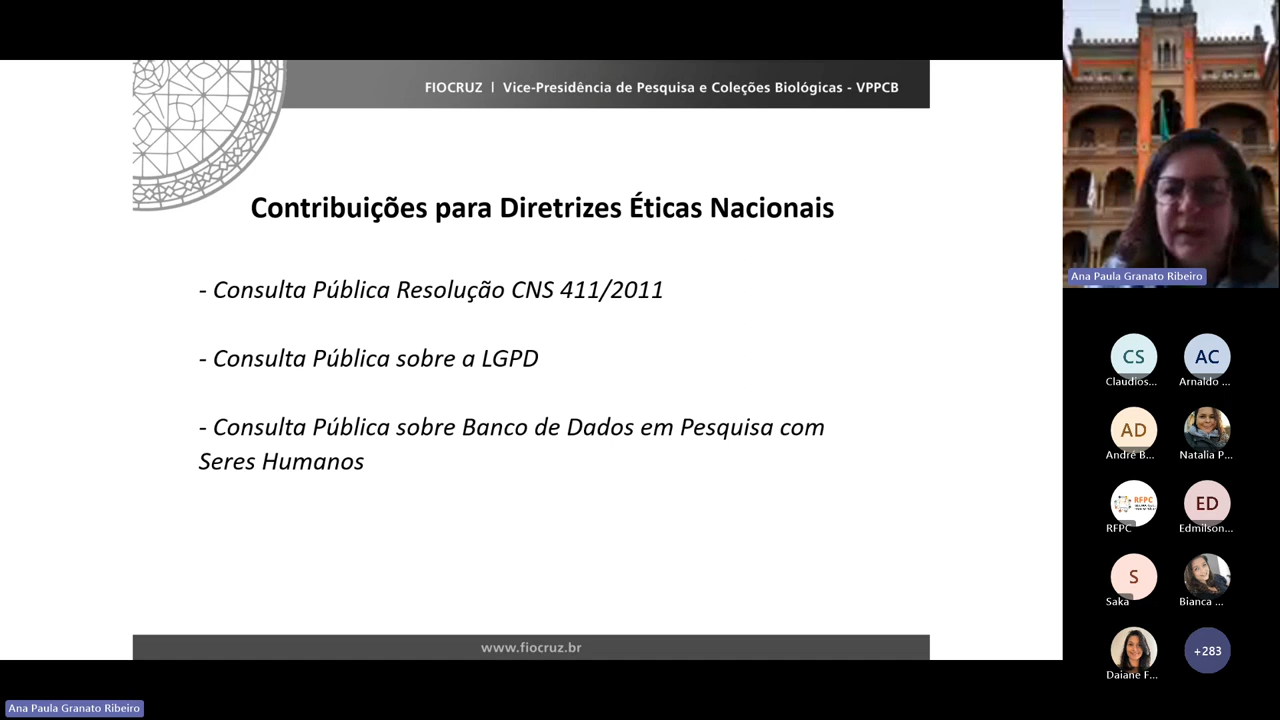 FIOCRUZ | Vice-Presidência de Pesquisa e Coleções Biológicas - VPPCB
Contribuições para Diretrizes Éticas Nacionais
- Consulta Pública Resolução CNS 411/2011
- Consulta Pública sobre a LGPD
- Consulta Pública sobre Banco de Dados em Pesquisa com
Seres Humanos
www.fiocruz.br
Ana Paula Granato Ribeiro
CS
AC
Claudios...
Arnaldo ...
AD
André B...
Natalia P...
RFPC
RFPC
ED
Edmilson...
S
Saka
Bianca ...
Daiane F...
+283
Ana Paula Granato Ribeiro